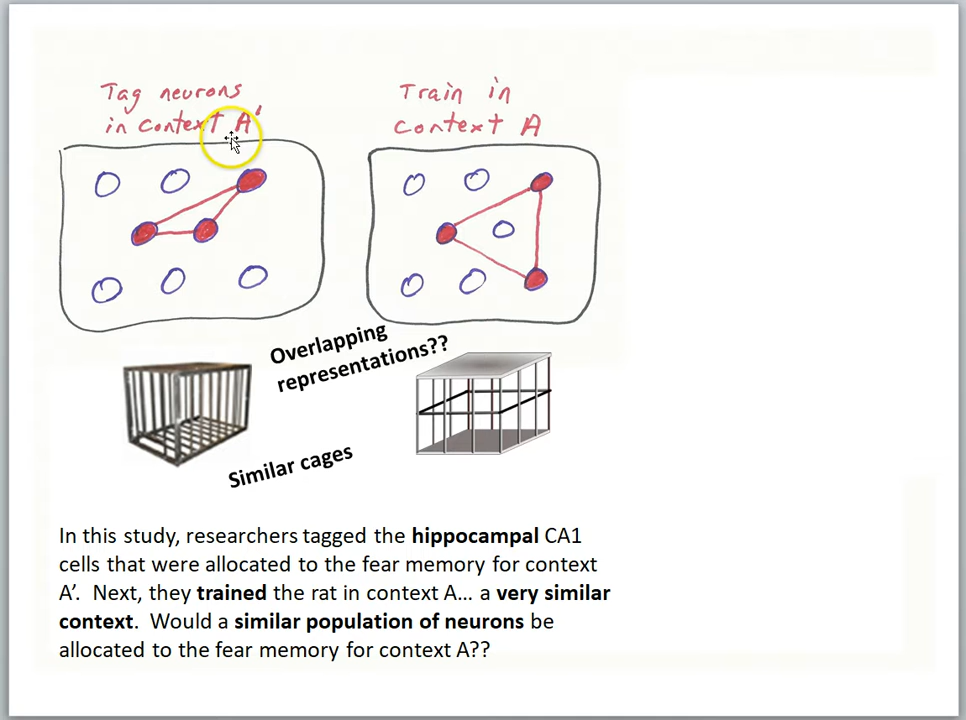 Tag neurons
in context A'
Train in
context A
Overlapping
representations??
Similar cages
In this study, researchers tagged the hippocampal CA1
cells that were allocated to the fear memory for context
A’.  Next, they trained the rat in context A… a very similar
context.  Would a similar population of neurons be
allocated to the fear memory for context A??